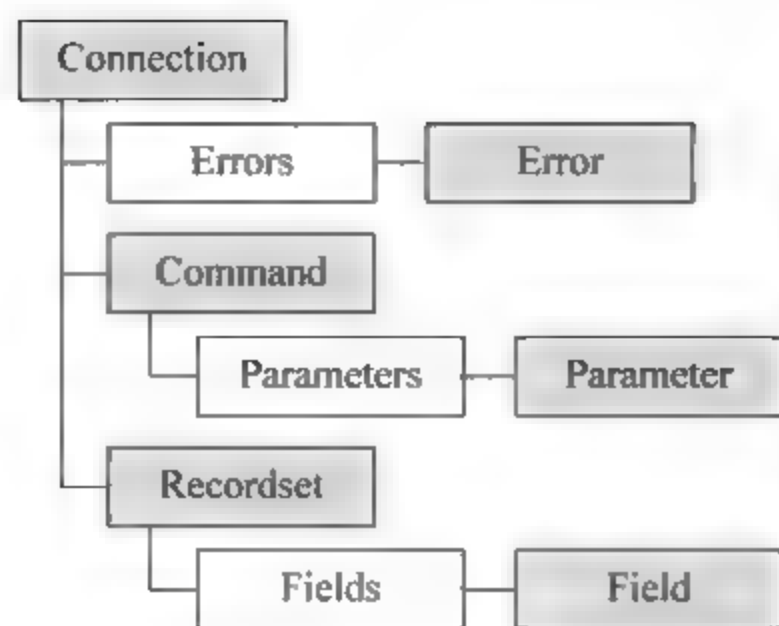 Connection
Errors
Error
Command
Parameters
Parameter
Recordset
Fields
Field